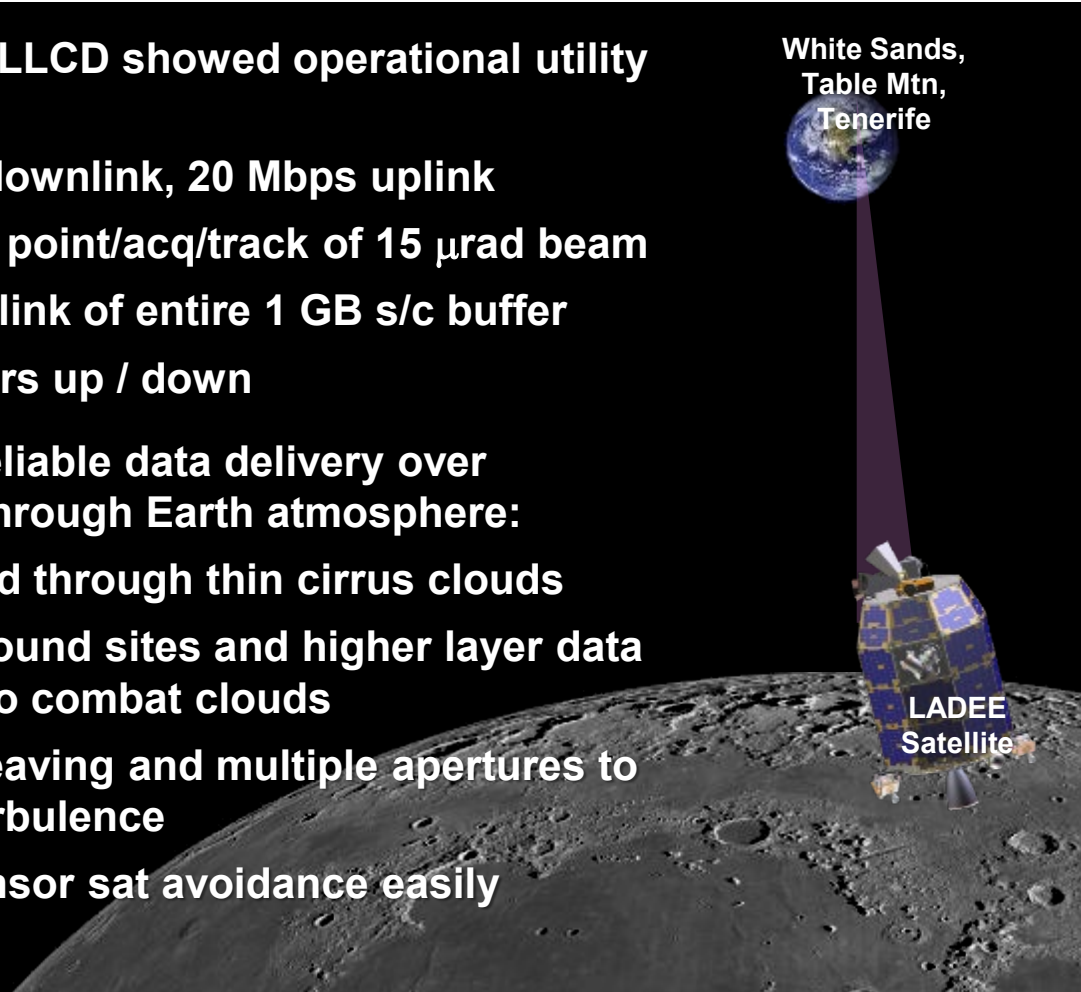 LLCD showed operational utility
downlink, 20 Mbps uplink
point/acq/track of 15 μrad beam
link of entire 1 GB s/c buffer
rs up / down
eliable data delivery over
hrough Earth atmosphere:
d through thin cirrus clouds
ound sites and higher layer data
o combat clouds
eaving and multiple apertures to
rbulence
nsor sat avoidance easily
White Sands,
Table Mtn,
Tenerife
LADEE
Satellite